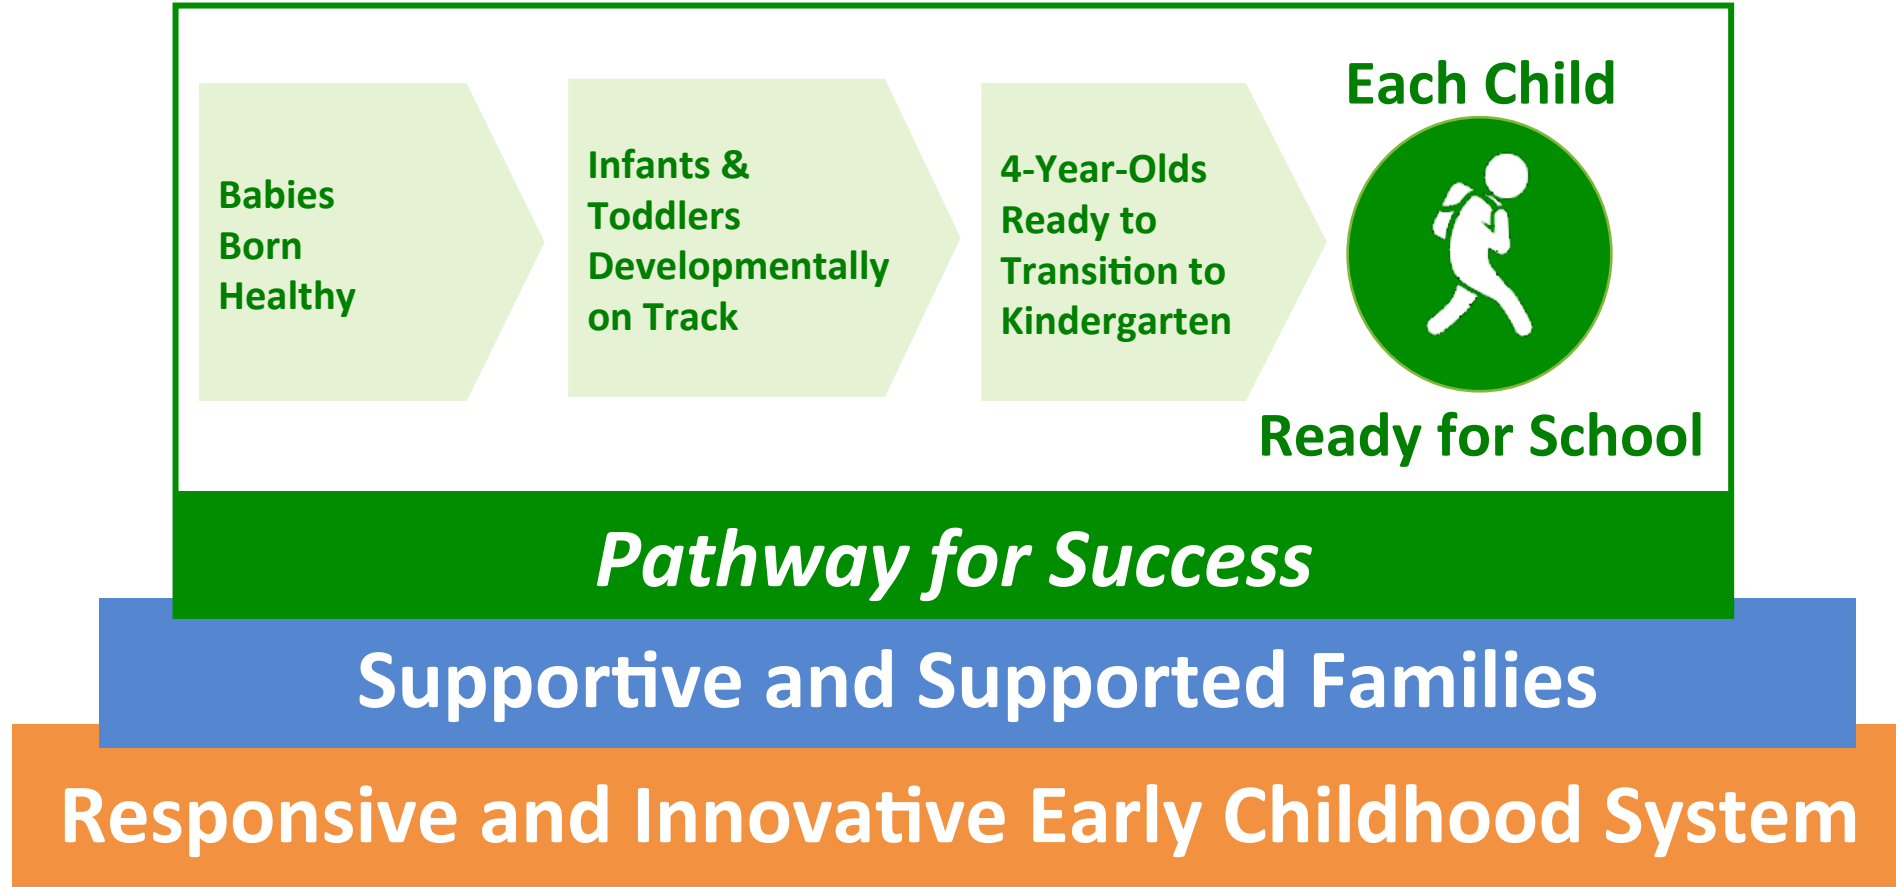 Babies
Born
Healthy
Infants &
Toddlers
Developmentally
on Track
4-Year-Olds
Ready to
Transition to
Kindergarten
Each Child
Ready for School
Pathway for Success
Supportive and Supported Families
Responsive and Innovative Early Childhood System